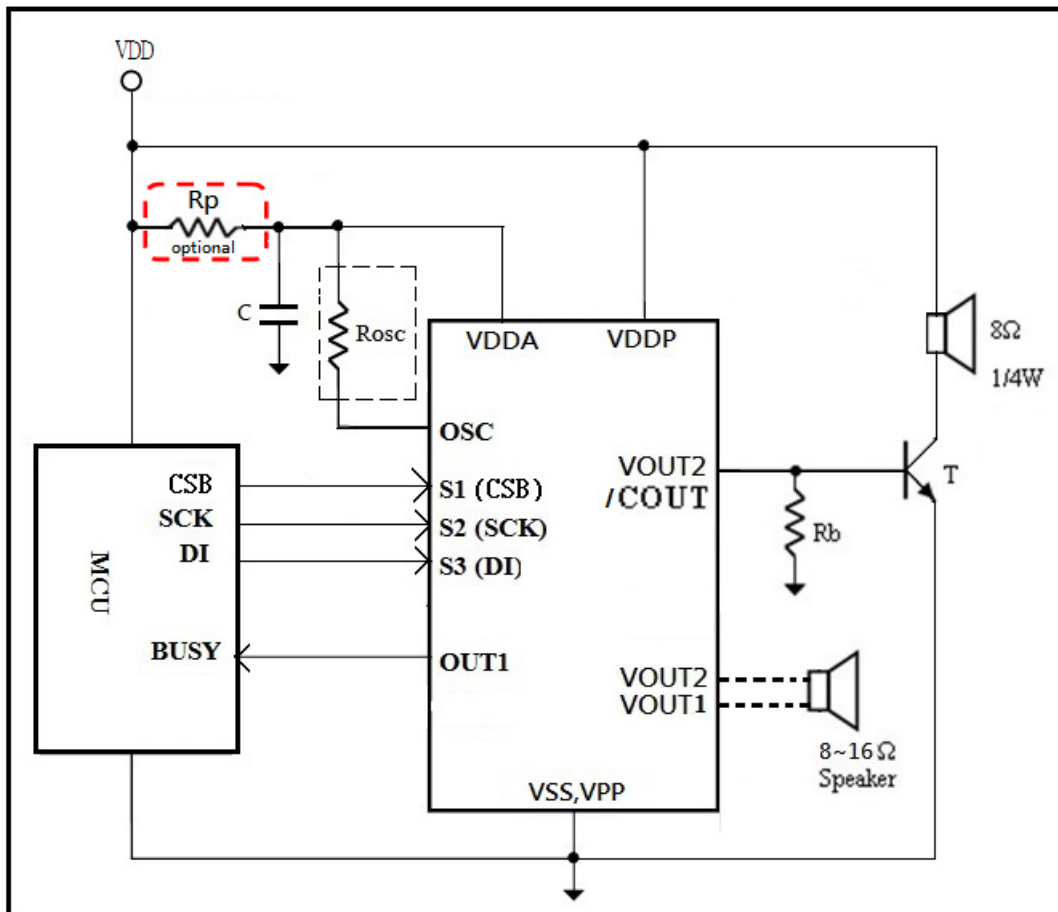 VDD
Rp
optional
C
Rosc
VDDA
VDDP
8Ω
1/4W
OSC
CSB
S1 (CSB)
VOUT2
/COUT
T
SCK
S2 (SCK)
Rb
DI
S3 (DI)
MCU
BUSY
OUT1
VOUT2
VOUT1
8~16Ω
Speaker
VSS,VPP